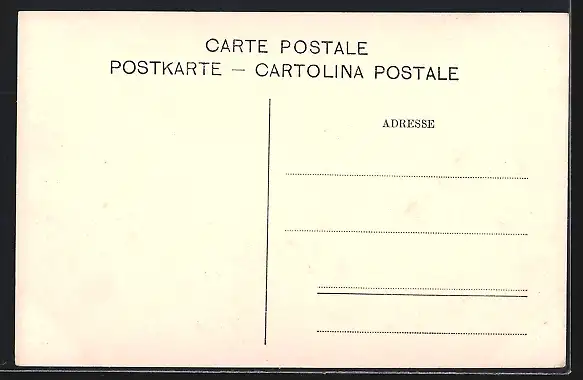 CARTE POSTALE
POSTKARTE — CARTOLINA POSTALE
ADRESSE